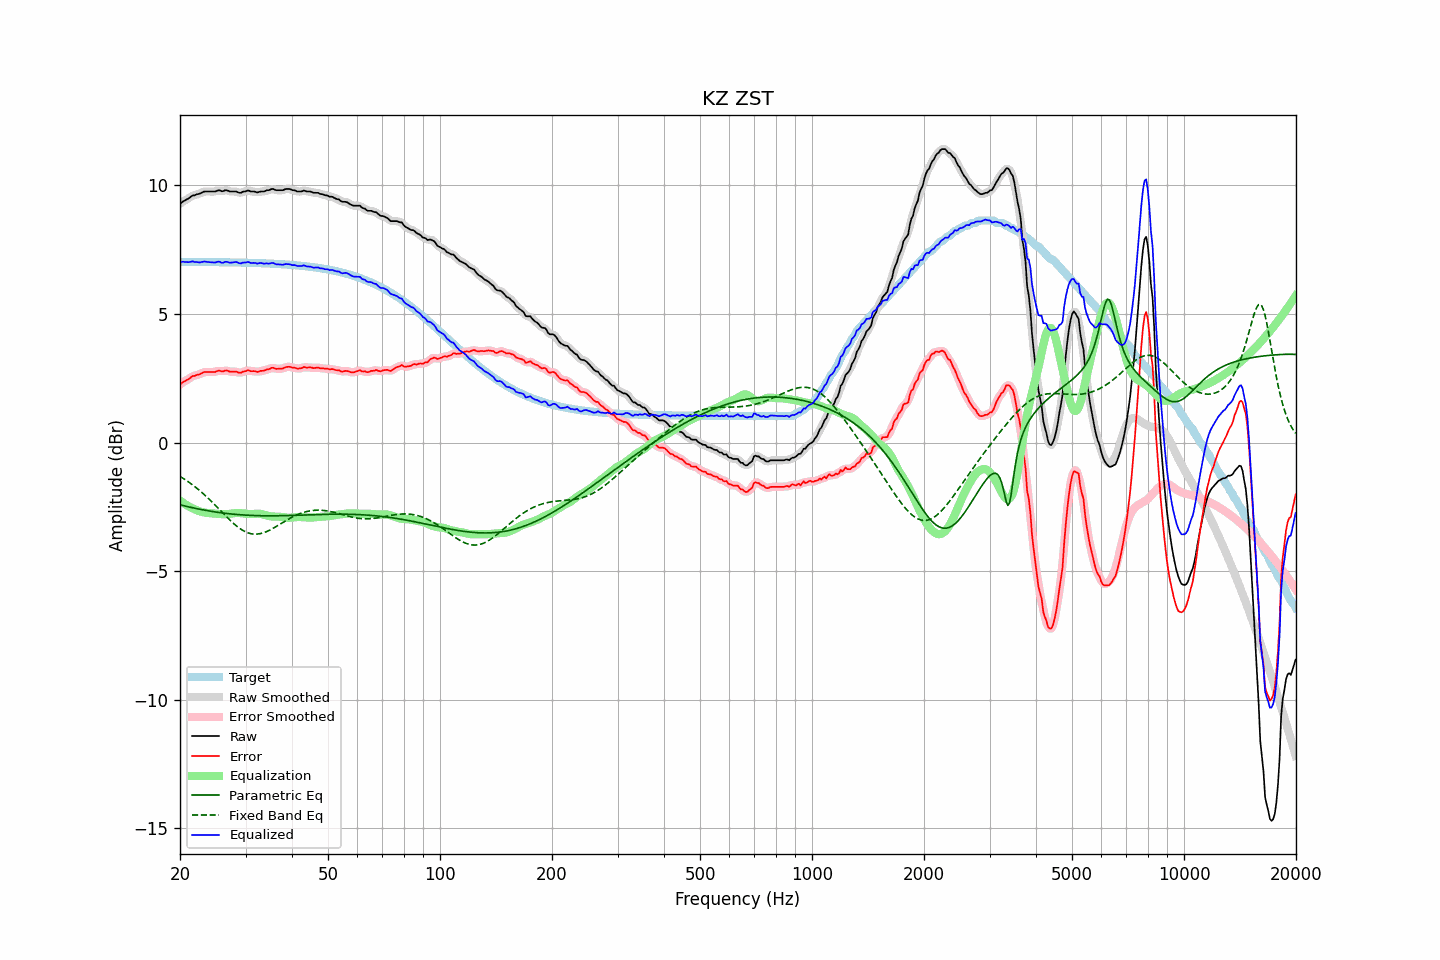 KZ ZST
Amplitude (dBr)
10
5
0
−5
−10
−15
Target
Raw Smoothed
Error Smoothed
Raw
Error
Equalization
Parametric Eq
Fixed Band Eq
Equalized
20 50 100 200 500 1000 2000 5000 10000 20000
Frequency (Hz)